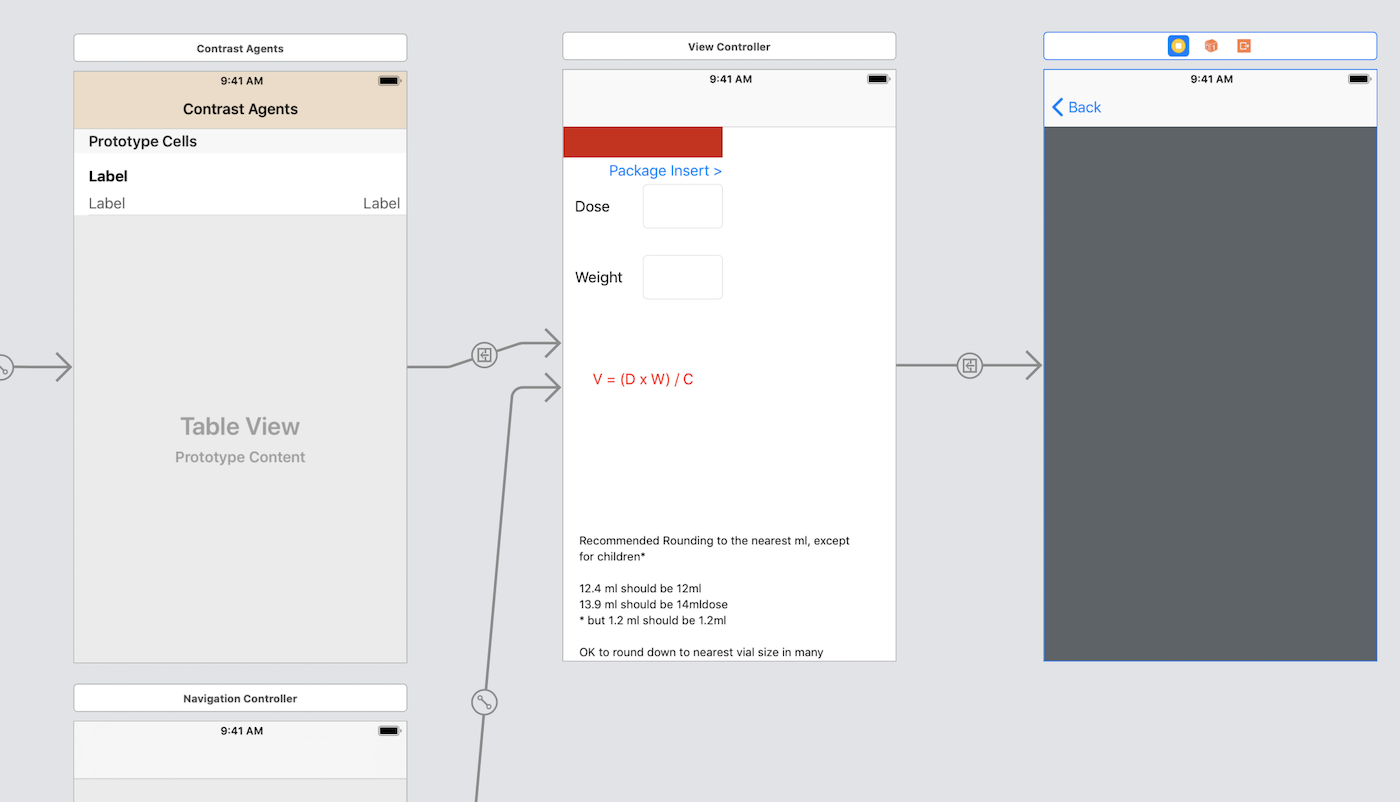 Contrast Agents
9:41 AM
Contrast Agents
Prototype Cells
Label
Label Label
Table View
Prototype Content
Navigation Controller
9:41 AM
View Controller
9:41 AM
Package Insert >
Dose
Weight
V = (D x W) / C
Recommended Rounding to the nearest ml, except
for children*
12.4 ml should be 12ml
13.9 ml should be 14mldose
* but 1.2 ml should be 1.2ml
OK to round down to nearest vial size in many
9:41 AM
Back